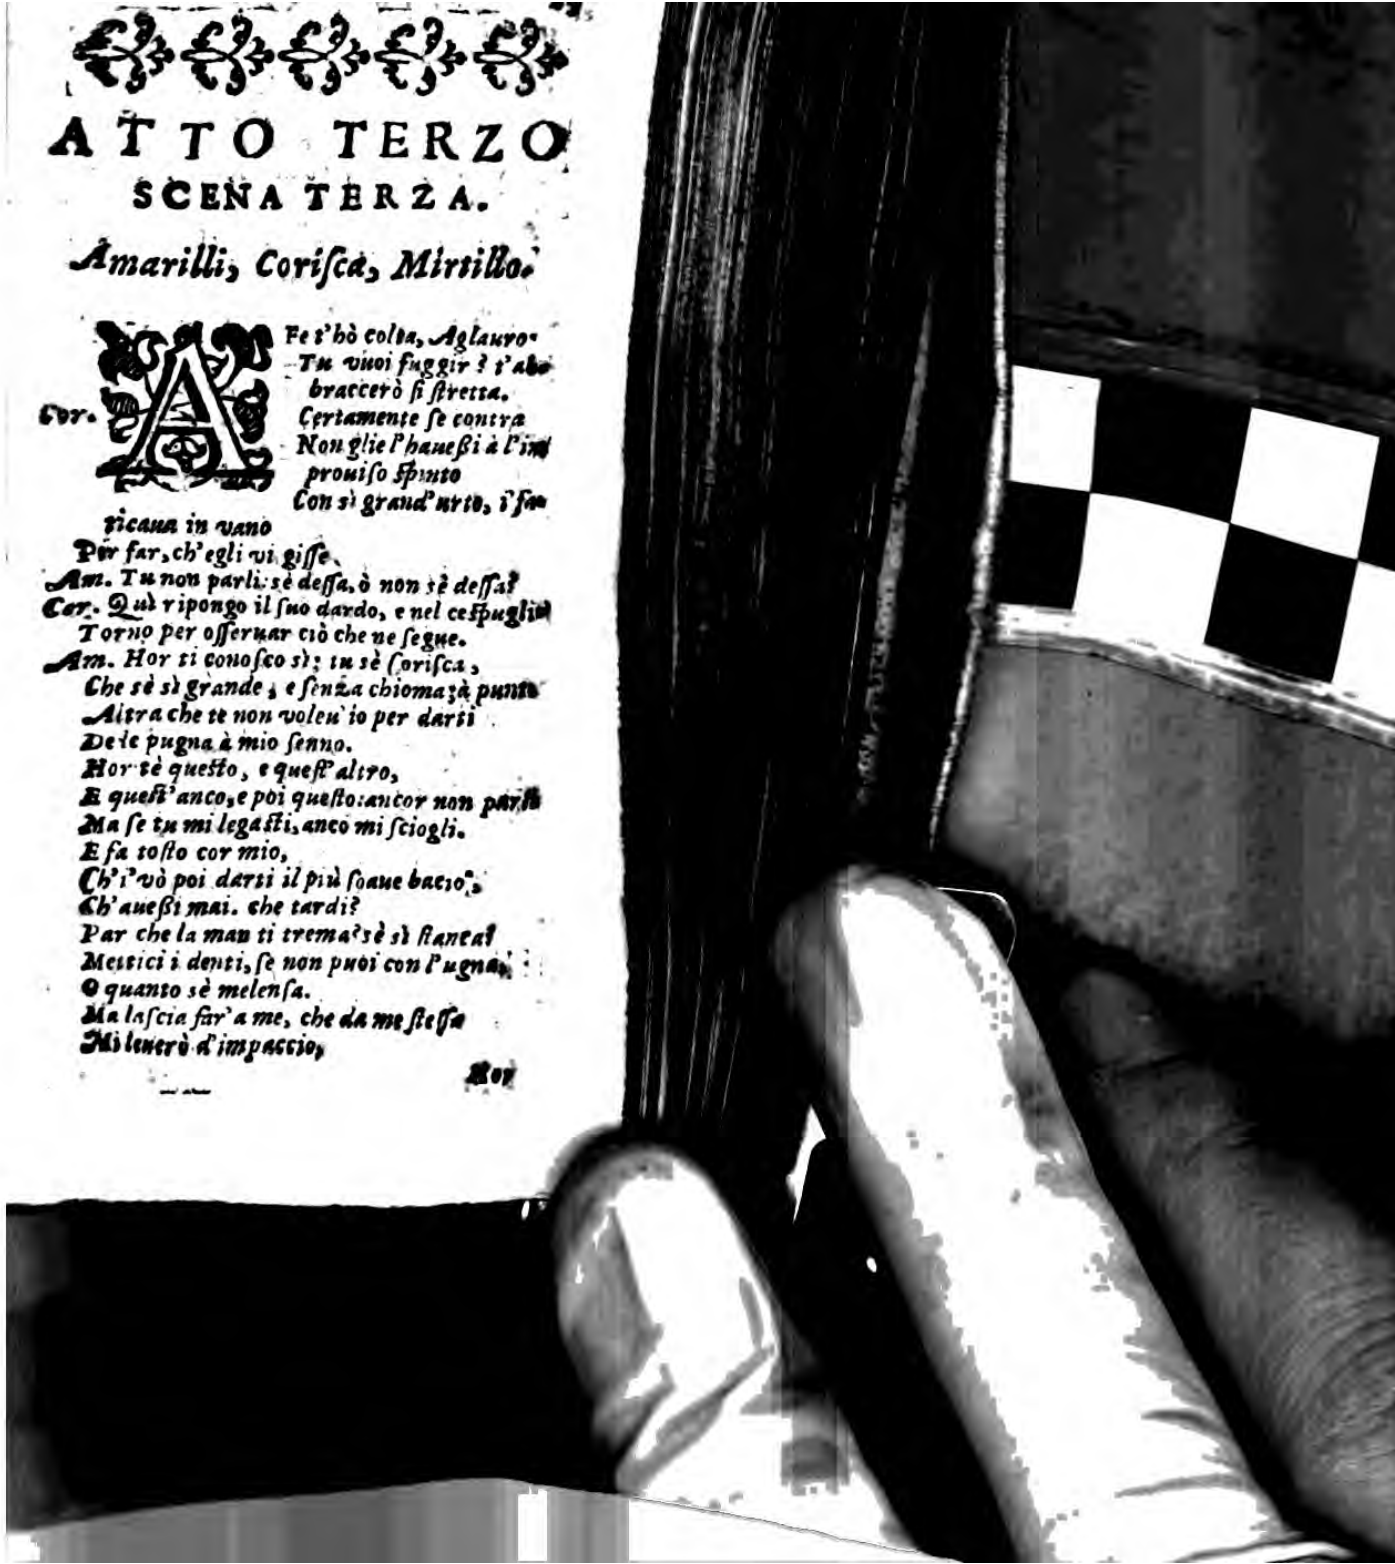 ATTO TERZO
SCENA TERZA.
Amarilli, Coriſca, Mirtillo.
Cor. AFe t'hò colta, Aglauro.
Tu vuoi fuggir? t'ab-
braccerò ſi ſtretta.
Certamente ſe contra
Non glie l'haueßi à l'im
prouiſo ſpinto
Con sì grand'urto, i' fa-
ticaua in vano
Per far, ch'egli vi giſſe.
Am. Tu non parli: sè deſſa, ò non sè deſſa?
Cor. Quì ripongo il ſuo dardo, e nel ceſpuglio
Torno per oſſeruar ciò che ne ſegue.
Am. Hor ti conoſco sì; tu sè Coriſca,
Che sè sì grande, e ſenza chioma; à punto
Altra che te non voleu' io per darti
De le pugna à mio ſenno.
Hor tè queſto, e queſt' altro,
E queſt' anco, e poi queſto: ancor non parli
Ma ſe tu mi legaſti, anco mi ſciogli.
E fa toſto cor mio,
Ch'i' vò poi darti il più ſoaue bacio,
Ch'aueßi mai. che tardi?
Par che la man ti trema? sè sì ſtanca?
Mettici i denti, ſe non puoi con l'ugna,
O quanto sè melenſa.
Ma laſcia far' a me, che da me ſteſſa
Mi leuerò d'impaccio,
Hor